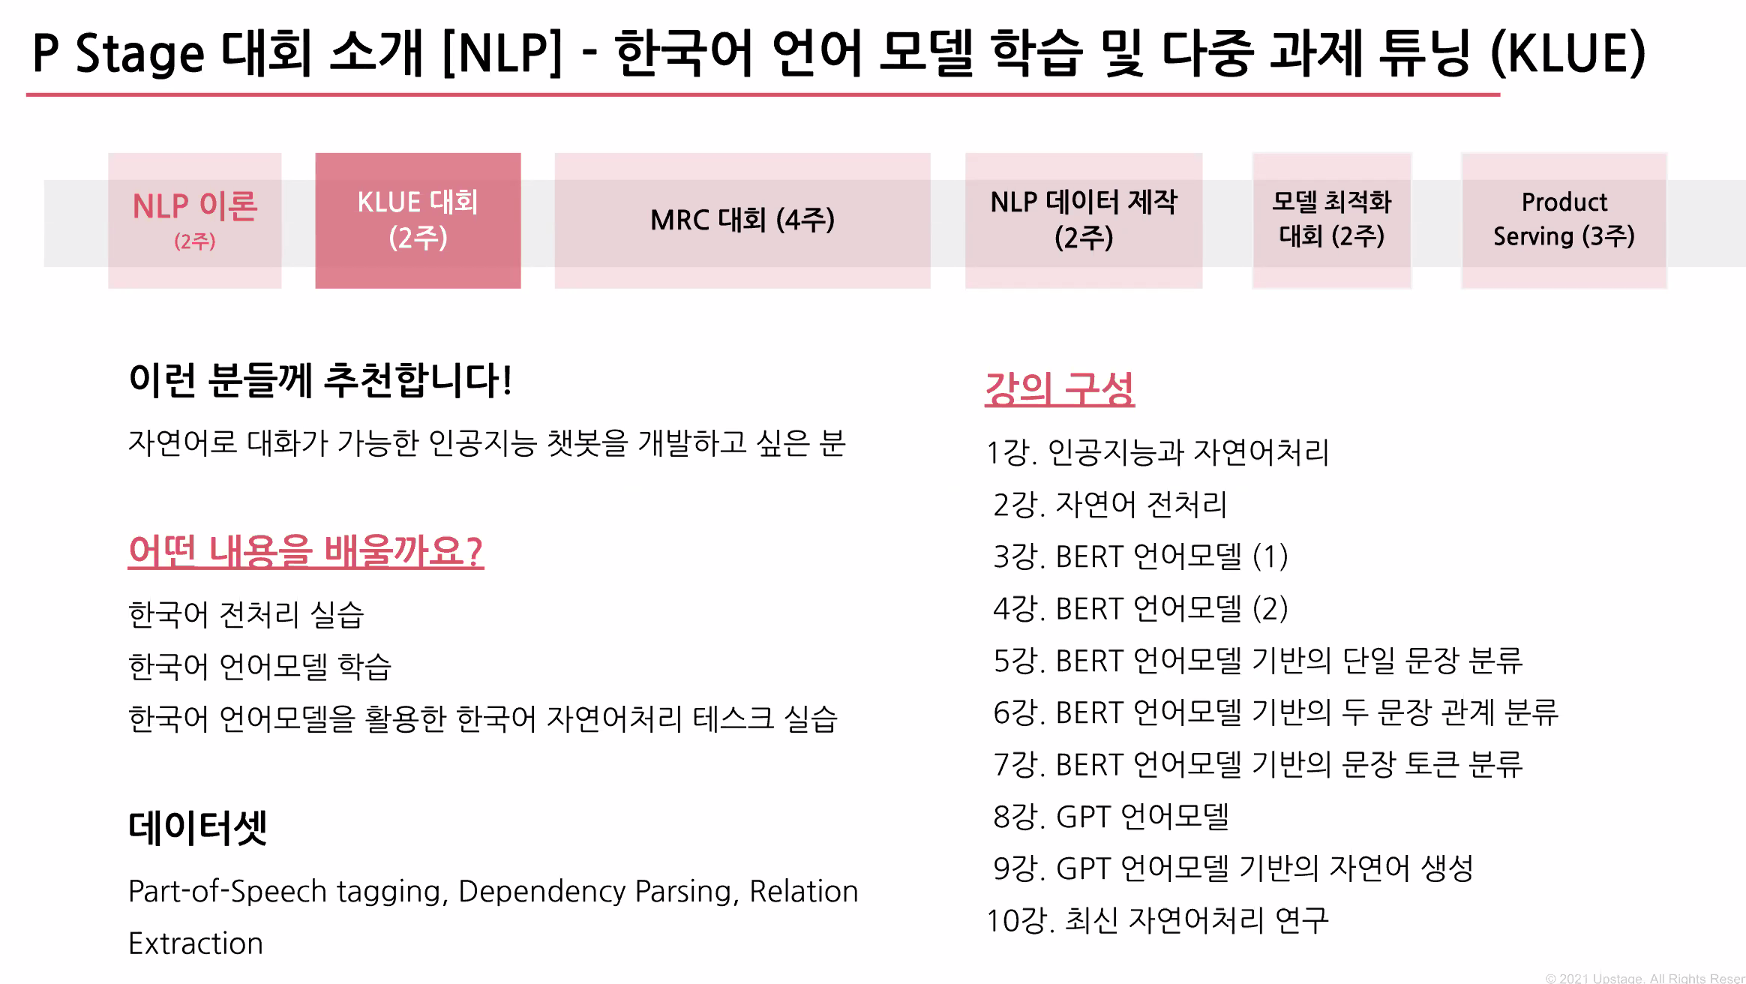 P Stage 대회 소개 [NLP] - 한국어 언어 모델 학습 및 다중 과제 튜닝 (KLUE)
NLP 이론
(2주)
KLUE 대회
(2주)
MRC 대회 (4주)
NLP 데이터 제작
(2주)
모델 최적화
대회 (2주)
Product
Serving (3주)
이런 분들께 추천합니다!
자연어로 대화가 가능한 인공지능 챗봇을 개발하고 싶은 분
어떤 내용을 배울까요?
한국어 전처리 실습
한국어 언어모델 학습
한국어 언어모델을 활용한 한국어 자연어처리 테스크 실습
데이터셋
Part-of-Speech tagging, Dependency Parsing, Relation
Extraction
강의 구성
1강. 인공지능과 자연어처리
2강. 자연어 전처리
3강. BERT 언어모델 (1)
4강. BERT 언어모델 (2)
5강. BERT 언어모델 기반의 단일 문장 분류
6강. BERT 언어모델 기반의 두 문장 관계 분류
7강. BERT 언어모델 기반의 문장 토큰 분류
8강. GPT 언어모델
9강. GPT 언어모델 기반의 자연어 생성
10강. 최신 자연어처리 연구
© 2021 Upstage. All Rights Reser